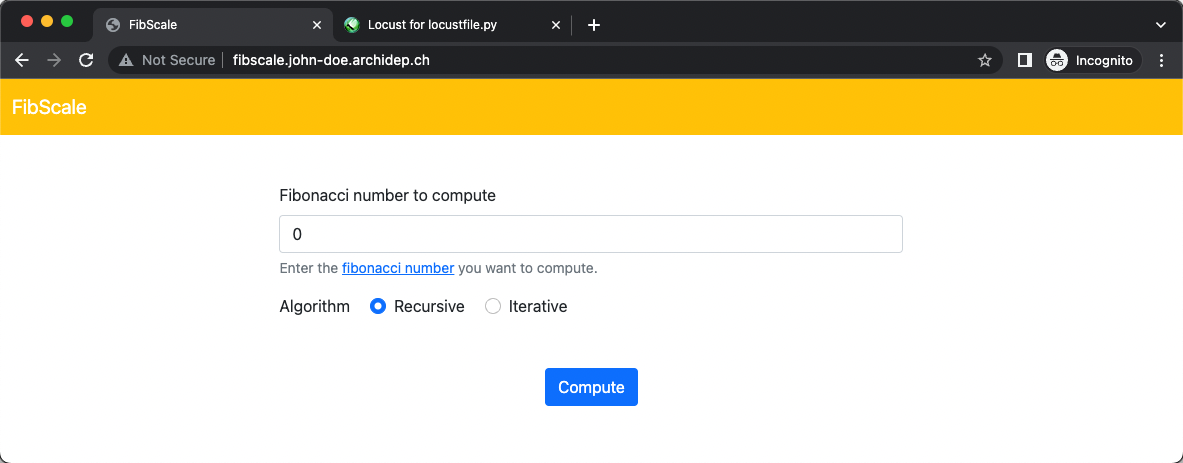 FibScale
Locust for locustfile.py
Not Secure fibscale.john-doe.archidep.ch Incognito
FibScale
Fibonacci number to compute
0
Enter the fibonacci number you want to compute.
Algorithm Recursive Iterative
Compute